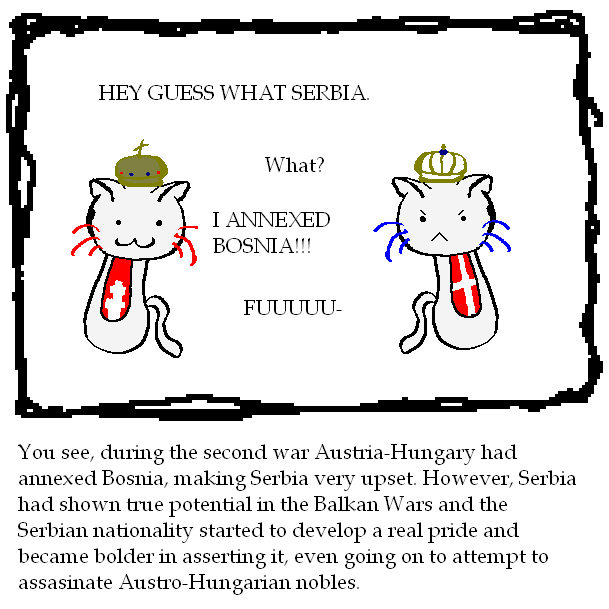 HEY GUESS WHAT SERBIA.
What?
I ANNEXED
BOSNIA!!!
FUUUUU-
You see, during the second war Austria-Hungary had
annexed Bosnia, making Serbia very upset. However, Serbia
had shown true potential in the Balkan Wars and the
Serbian nationality started to develop a real pride and
became bolder in asserting it, even going on to attempt to
assasinate Austro-Hungarian nobles.